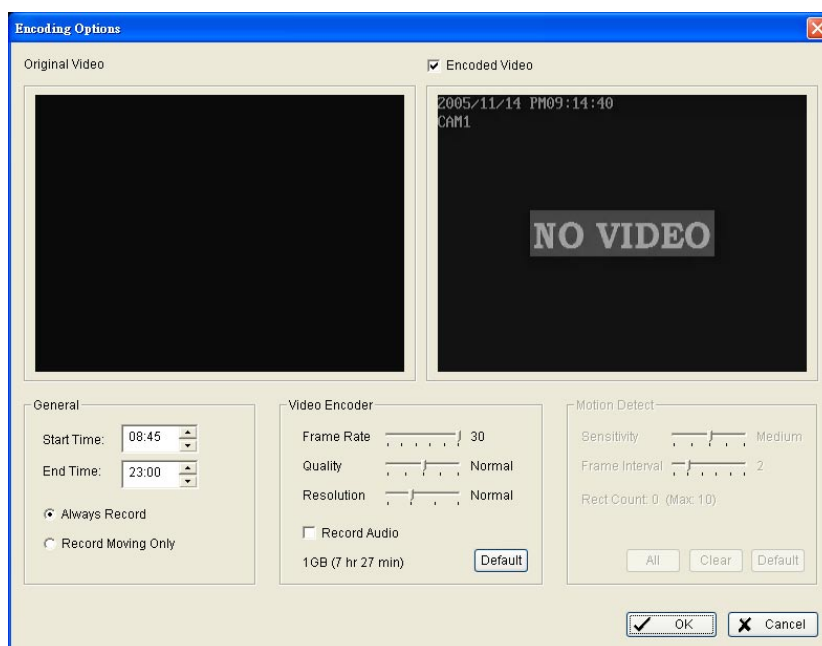 Encoding Options
Original Video
Encoded Video
2005/11/14 PM09:14:40
CAM1
NO VIDEO
General
Start Time: 08:45
End Time: 23:00
Always Record
Record Moving Only
Video Encoder
Frame Rate 30
Quality Normal
Resolution Normal
Record Audio
1GB (7 hr 27 min) Default
Motion Detect
Sensitivity Medium
Frame Interval 2
Rect Count: 0 (Max: 10)
All Clear Default
OK Cancel